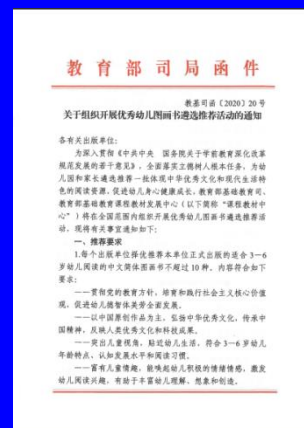 教育部司局函件
教基司函〔2020〕20号
关于组织开展优秀幼儿图画书遴选推荐活动的通知
各有关出版单位：
为深入贯彻《中共中央 国务院关于学前教育深化改革
规范发展的若干意见》，全面落实立德树人根本任务，为幼
儿园和家长遴选推荐一批体现中华优秀文化和现代生活特
色的阅读资源，促进幼儿身心健康成长，教育部基础教育司、
教育部基础教育课程教材发展中心（以下简称“课程教材中
心”）将在全国范围内组织开展优秀幼儿图画书遴选推荐活
动，现将有关事宜通知如下：
一、推荐要求
1.每个出版单位择优推荐本单位正式出版的适合3—6
岁幼儿阅读的中文简体图画书不超过10种，内容符合如下
要求：
——贯彻党的教育方针，培育和践行社会主义核心价值
观，促进幼儿德智体美劳全面发展。
——以中国原创作品为主，弘扬中华优秀文化，传承中
国精神，反映人类优秀文化和科技成果。
——突出儿童视角，贴近幼儿生活，符合3—6岁幼儿
年龄特点、认知发展水平和阅读习惯。
——富有儿童情趣，能唤起幼儿积极的情绪情感，激发
幼儿阅读兴趣，有助于丰富幼儿理解、想象和创造。